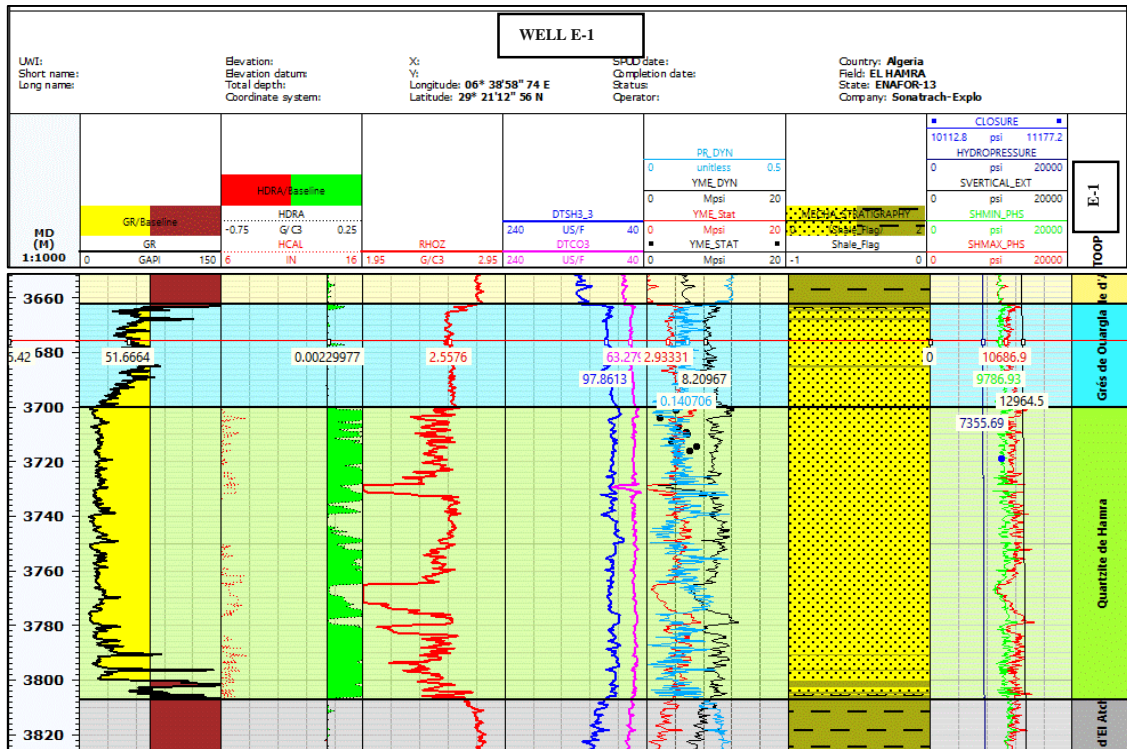 WELL E-1
UWI:
Short name:
Long name:
Elevation:
Elevation datum:
Total depth:
Coordinate system:
X:
Y:
Longitude: 06° 38'58" 74 E
Latitude: 29° 21'12" 56 N
SPUD date:
Completion date:
Status:
Operator:
Country: Algeria
Field: EL HAMRA
State: ENAFOR-13
Company: Sonatrach-Explo
MD
(M)
1:1000
GR/Baseline
GR
0 GAPI 150
HDRA/Baseline
HDRA
-0.75 G/C3 0.25
HCAL
6 IN 16
RHOZ
1.95 G/C3 2.95
DTSH3_3
240 US/F 40
DTCO3
240 US/F 40
PR_DYN
0 unitless 0.5
YME_DYN
0 Mpsi 20
YME_Stat
0 Mpsi 20
YME_STAT
0 Mpsi 20
MECHA_STRATIGRAPHY
Shale_Flag/ 2
Shale_Flag
-1 0
CLOSURE
10112.8 psi 11177.2
HYDROPRESSURE
0 psi 20000
SVERTICAL_EXT
0 psi 20000
SHMIN_PHS
0 psi 20000
SHMAX_PHS
0 psi 20000
E-1
TOOP
3660
5.42
680
51.6664
0.00229977
2.5576
63.279
2.93331
0
10686.9
97.8613
8.20967
9786.93
0.140706
12964.5
3700
7355.69
3720
3740
3760
3780
3800
3820
Grés de Ouargla
Quartzite de Hamra